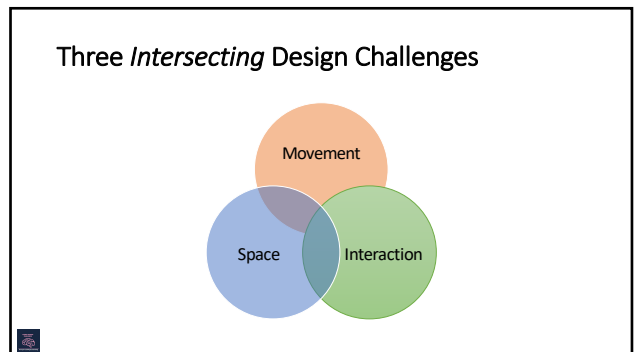 Three Intersecting Design Challenges
Movement
Space
Interaction